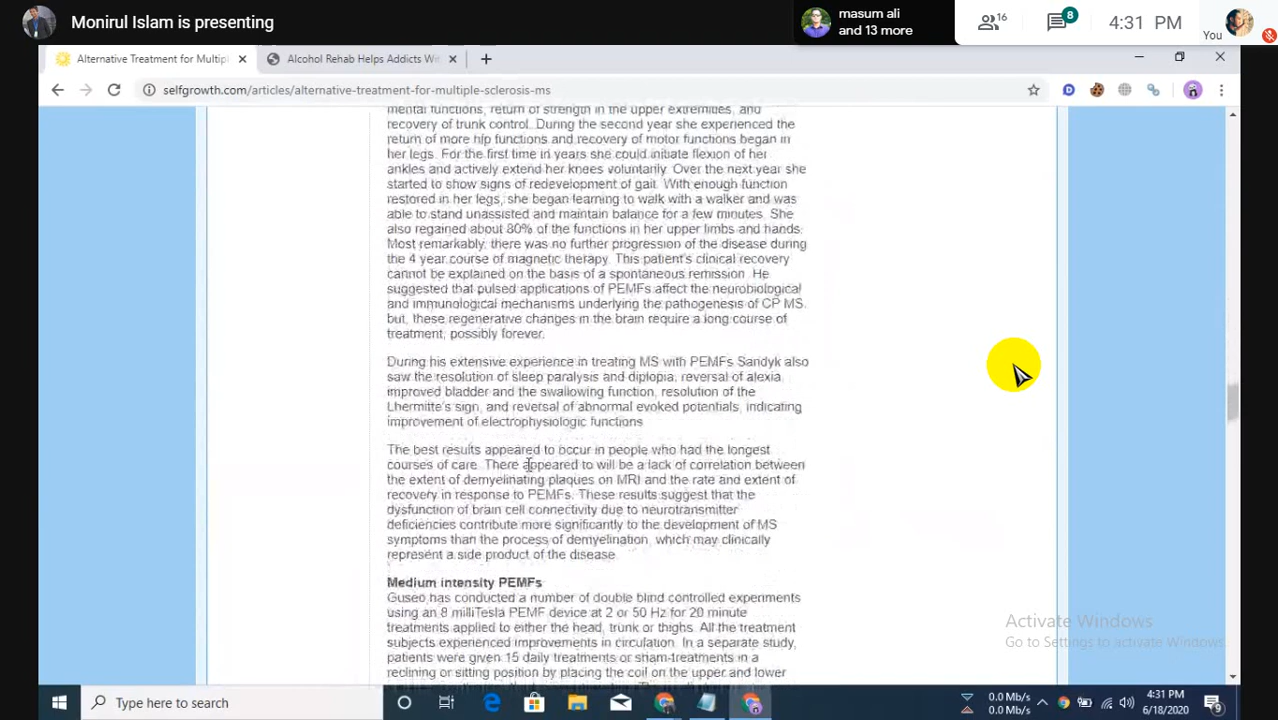 Monirul Islam is presenting
masum ali
and 13 more
16
8
4:31 PM
You
Alternative Treatment for Multipl
Alcohol Rehab Helps Addicts Wi
selfgrowth.com/articles/alternative-treatment-for-multiple-sclerosis-ms
mental functions, return of strength in the upper extremities, and
recovery of trunk control. During the second year she experienced the
return of more hip functions and recovery of motor functions began in
her legs. For the first time in years she could initiate flexion of her
ankles and actively extend her knees voluntarily. Over the next year she
started to show signs of redevelopment of gait. With enough function
restored in her legs, she began learning to walk with a walker and was
able to stand unassisted and maintain balance for a few minutes. She
also regained about 80% of the functions in her upper limbs and hands.
Most remarkably, there was no further progression of the disease during
the 4 year course of magnetic therapy. This patient's clinical recovery
cannot be explained on the basis of a spontaneous remission. He
suggested that pulsed applications of PEMFs affect the neurobiological
and immunological mechanisms underlying the pathogenesis of CP MS.
but, these regenerative changes in the brain require a long course of
treatment, possibly forever.
During his extensive experience in treating MS with PEMFs Sandyk also
saw the resolution of sleep paralysis and diplopia, reversal of alexia,
improved bladder and the swallowing function, resolution of the
Lhermitte's sign, and reversal of abnormal evoked potentials, indicating
improvement of electrophysiologic functions
The best results appeared to occur in people who had the longest
courses of care. There appeared to will be a lack of correlation between
the extent of demyelinating plaques on MRI and the rate and extent of
recovery in response to PEMFs. These results suggest that the
dysfunction of brain cell connectivity due to neurotransmitter
deficiencies contribute more significantly to the development of MS
symptoms than the process of demyelination, which may clinically
represent a side product of the disease.
Medium intensity PEMFs
Guseo has conducted a number of double blind controlled experiments
using an 8 milliTesla PEMF device at 2 or 50 Hz for 20 minute
treatments applied to either the head, trunk or thighs. All the treatment
subjects experienced improvements in circulation. In a separate study,
patients were given 15 daily treatments or sham-treatments in a
reclining or sitting position by placing the coil on the upper and lower
Activate Windows
Go to Settings to activate Windows.
Type here to search
0.0 Mb/s
0.0 Mb/s
4:31 PM
6/18/2020
9